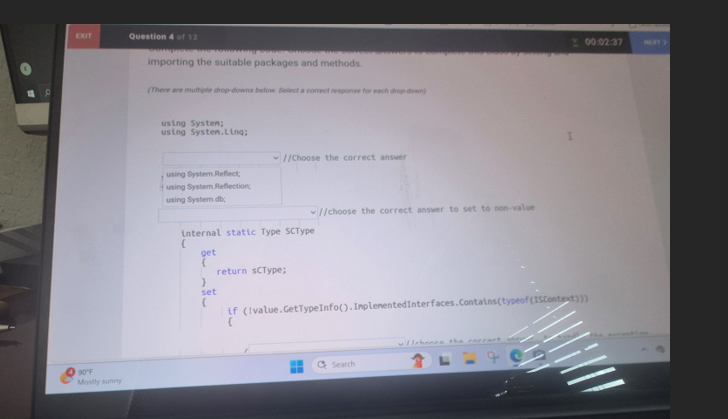 EXIT
Question 4 of 12
00:02:37
NEXT
importing the suitable packages and methods.
(There are multiple drop-downs below. Select a correct response for each drop-down)
using System;
using System.Linq;
//Choose the correct answer
using System.Reflect;
using System.Reflection;
using System.db;
//choose the correct answer to set to non-value
internal static Type SCType
{
get
{
return sCType;
}
set
{
if (!value.GetTypeInfo().ImplementedInterfaces.Contains(typeof(ISContext)))
{
the correct
4
90°F
Mostly sunny
Search